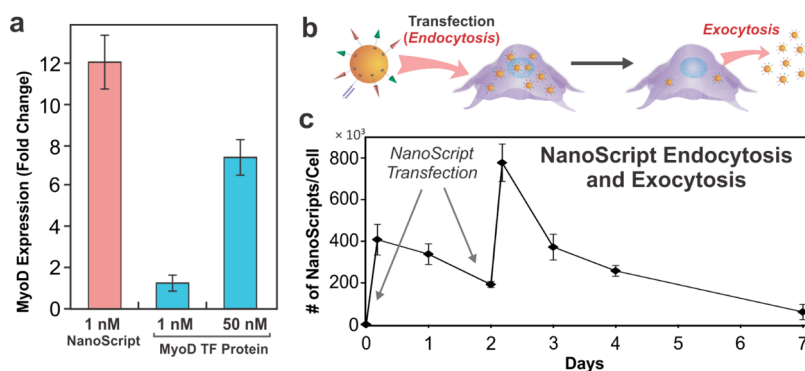 a
MyoD Expression (Fold Change)
12
10
8
6
4
2
0
1 nM
NanoScript
1 nM
50 nM
MyoD TF Protein
b
Transfection
(Endocytosis)
Exocytosis
c
× 10³
# of NanoScripts/Cell
800
600
400
200
0
NanoScript
Transfection
NanoScript Endocytosis
and Exocytosis
0 1 2 3 4 6 7
Days